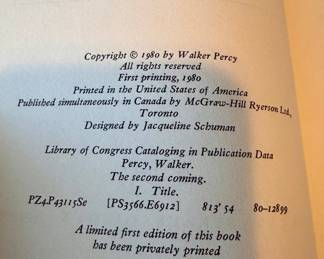 Copyright © 1980 by Walker Percy
All rights reserved
First printing, 1980
Printed in the United States of America
Published simultaneously in Canada by McGraw-Hill Ryerson Ltd.,
Toronto
Designed by Jacqueline Schuman
Library of Congress Cataloging in Publication Data
Percy, Walker.
The second coming.
I. Title.
PZ4.P43115Se [PS3566.E6912] 813'54 80-12899
A limited first edition of this book
has been privately printed